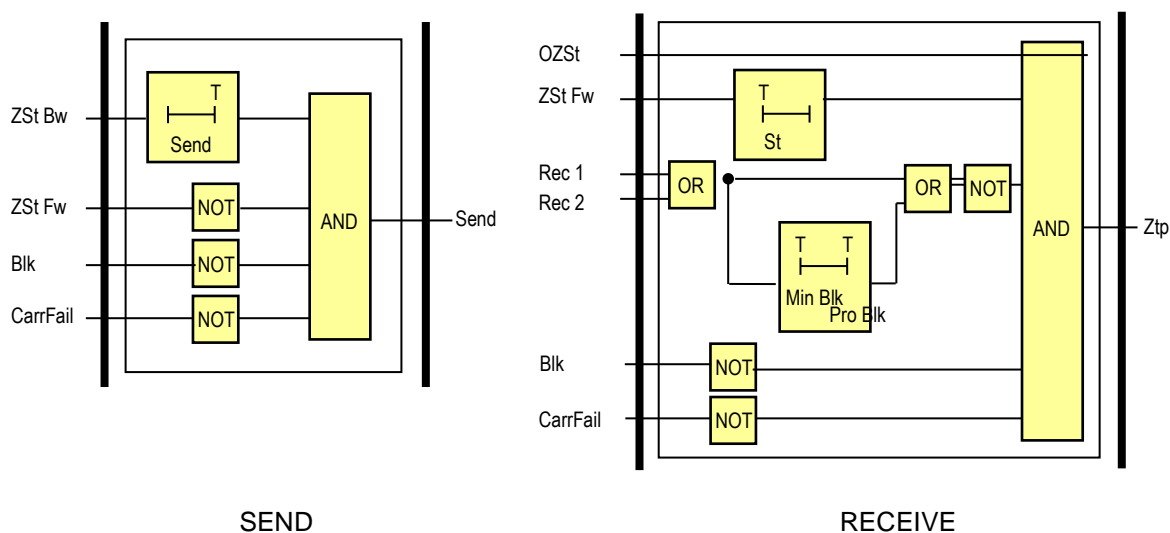 ZSt Bw
T
Send
ZSt Fw
NOT
Blk
NOT
CarrFail
NOT
AND
Send
SEND
OZSt
ZSt Fw
T
St
Rec 1
Rec 2
OR
T T
Min Blk
Pro Blk
OR
NOT
Blk
NOT
CarrFail
NOT
AND
Ztp
RECEIVE